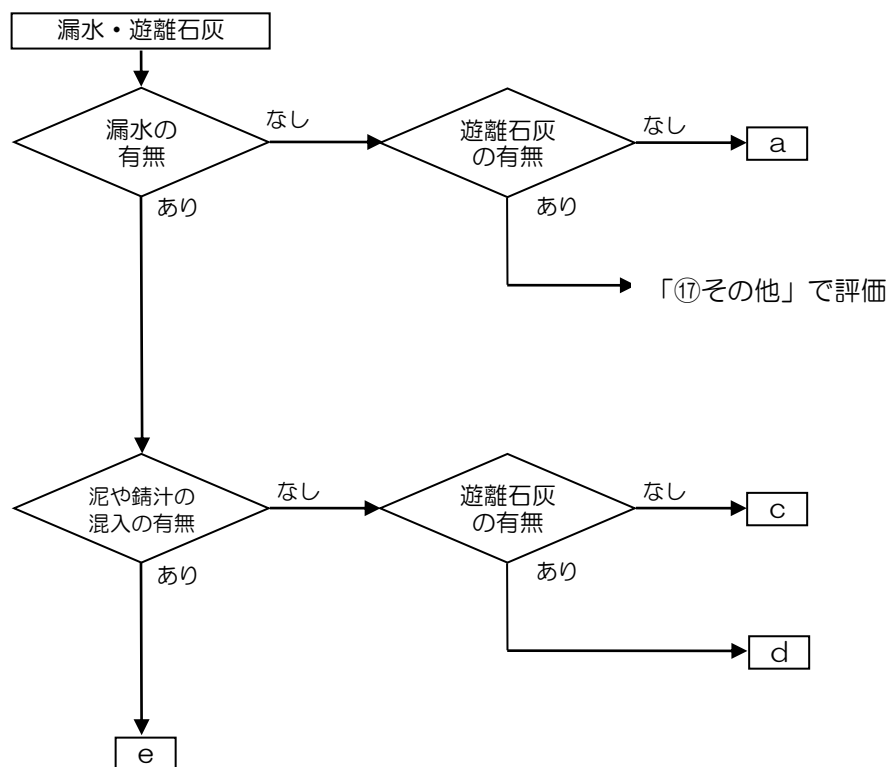 漏水・遊離石灰
漏水の
有無
なし
遊離石灰
の有無
なし
a
あり
あり
「⑰その他」で評価
泥や錆汁の
混入の有無
なし
遊離石灰
の有無
なし
c
あり
あり
d
e